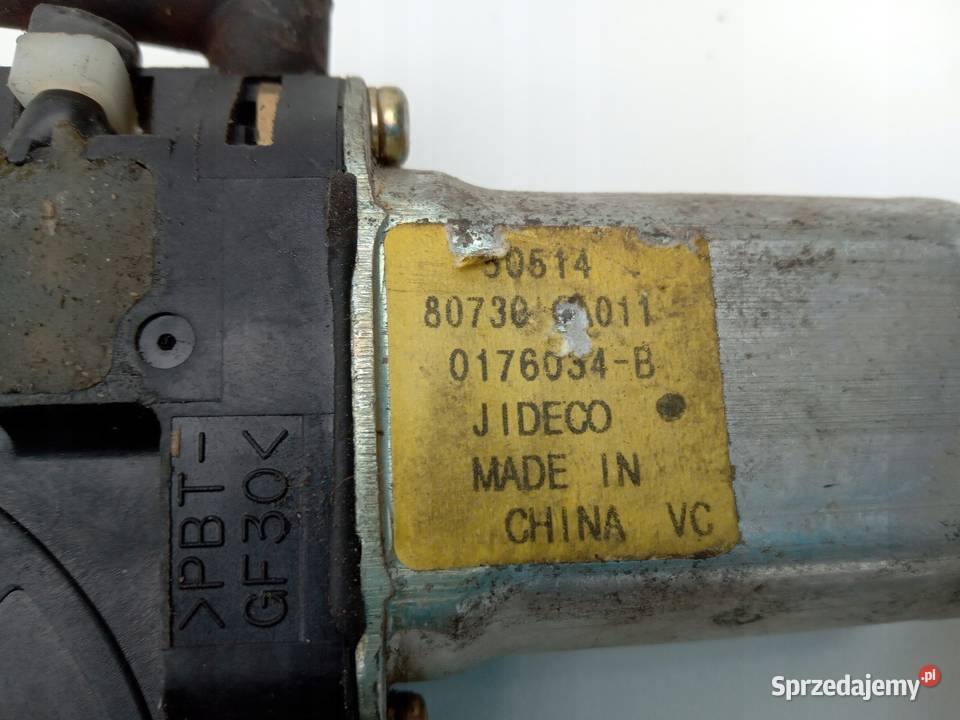 80730
0176034-B
JIDECO
MADE IN
CHINA VC
>PBT-
GF30<
Sprzedajemy.pl